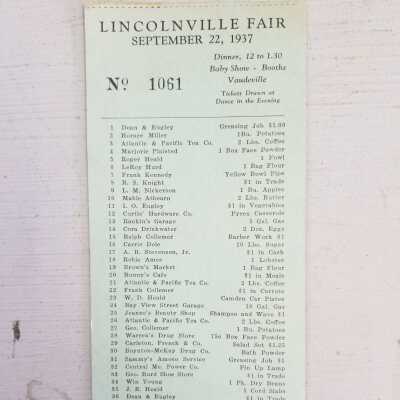 LINCOLNVILLE FAIR
SEPTEMBER 22, 1937
Dinner, 12 to 1.30
Baby Show - Booths
Vaudeville
No 1061
Tickets Drawn at
Dance in the Evening
1 Dean & Eugley Greasing Job $1.00
2 Horace Miller 1Bu. Potatoes
3 Atlantic & Pacific Tea Co. 2 Lbs. Coffee
4 Marjorie Plaisted 1 Box Face Powder
5 Roger Heald 1 Fowl
6 LeRoy Hurd 1 Bag Flour
7 Frank Kennedy Yellow Bowl Pipe
8 R. S. Knight $1 in Trade
9 L. M. Nickerson 1 Bu. Apples
10 Mable Athearn 2 Lbs. Butter
11 L. O. Eugley $1 in Vegetables
12 Curtis' Hardware Co. Pyrex Casserole
13 Rankin's Garage 5 Gal. Gas
14 Cora Drinkwater 2 Doz. Eggs
15 Ralph Collemer Barber Work $1
16 Carrie Dole 10 Lbs. Sugar
17 A. B. Stevenson, Jr. $1 in Cash
18 Robie Ames 1 Lobster
19 Brown's Market 1 Bag Flour
20 Bonny's Cafe $1 in Meals
21 Atlantic & Pacific Tea Co. 2 Lbs. Coffee
22 Frank Collemer $1 in Carrots
23 W. D. Heald Camden Car Plates
24 Bay View Street Garage 10 Gal. Gas
25 Jeanne's Beauty Shop Shampoo and Wave $1
26 Atlantic & Pacific Tea Co. 2 Lbs. Coffee
27 Geo. Collemer 1 Bu. Potatoes
28 Warren's Drug Store The Box Face Powder
29 Carleton, French & Co. Salad Set $1.25
30 Boynton-McKay Drug Co. Bath Powder
31 Sammy's Amoco Service Greasing Job $1
32 Central Me. Power Co. Pin Up Lamp
33 Geo. Burd Shoe Store $1 in Trade
34 Win Young 1 Pk. Dry Beans
35 J. R. Heald 1 Cord Slabs
36 Dean & Eugley $1 in Trade